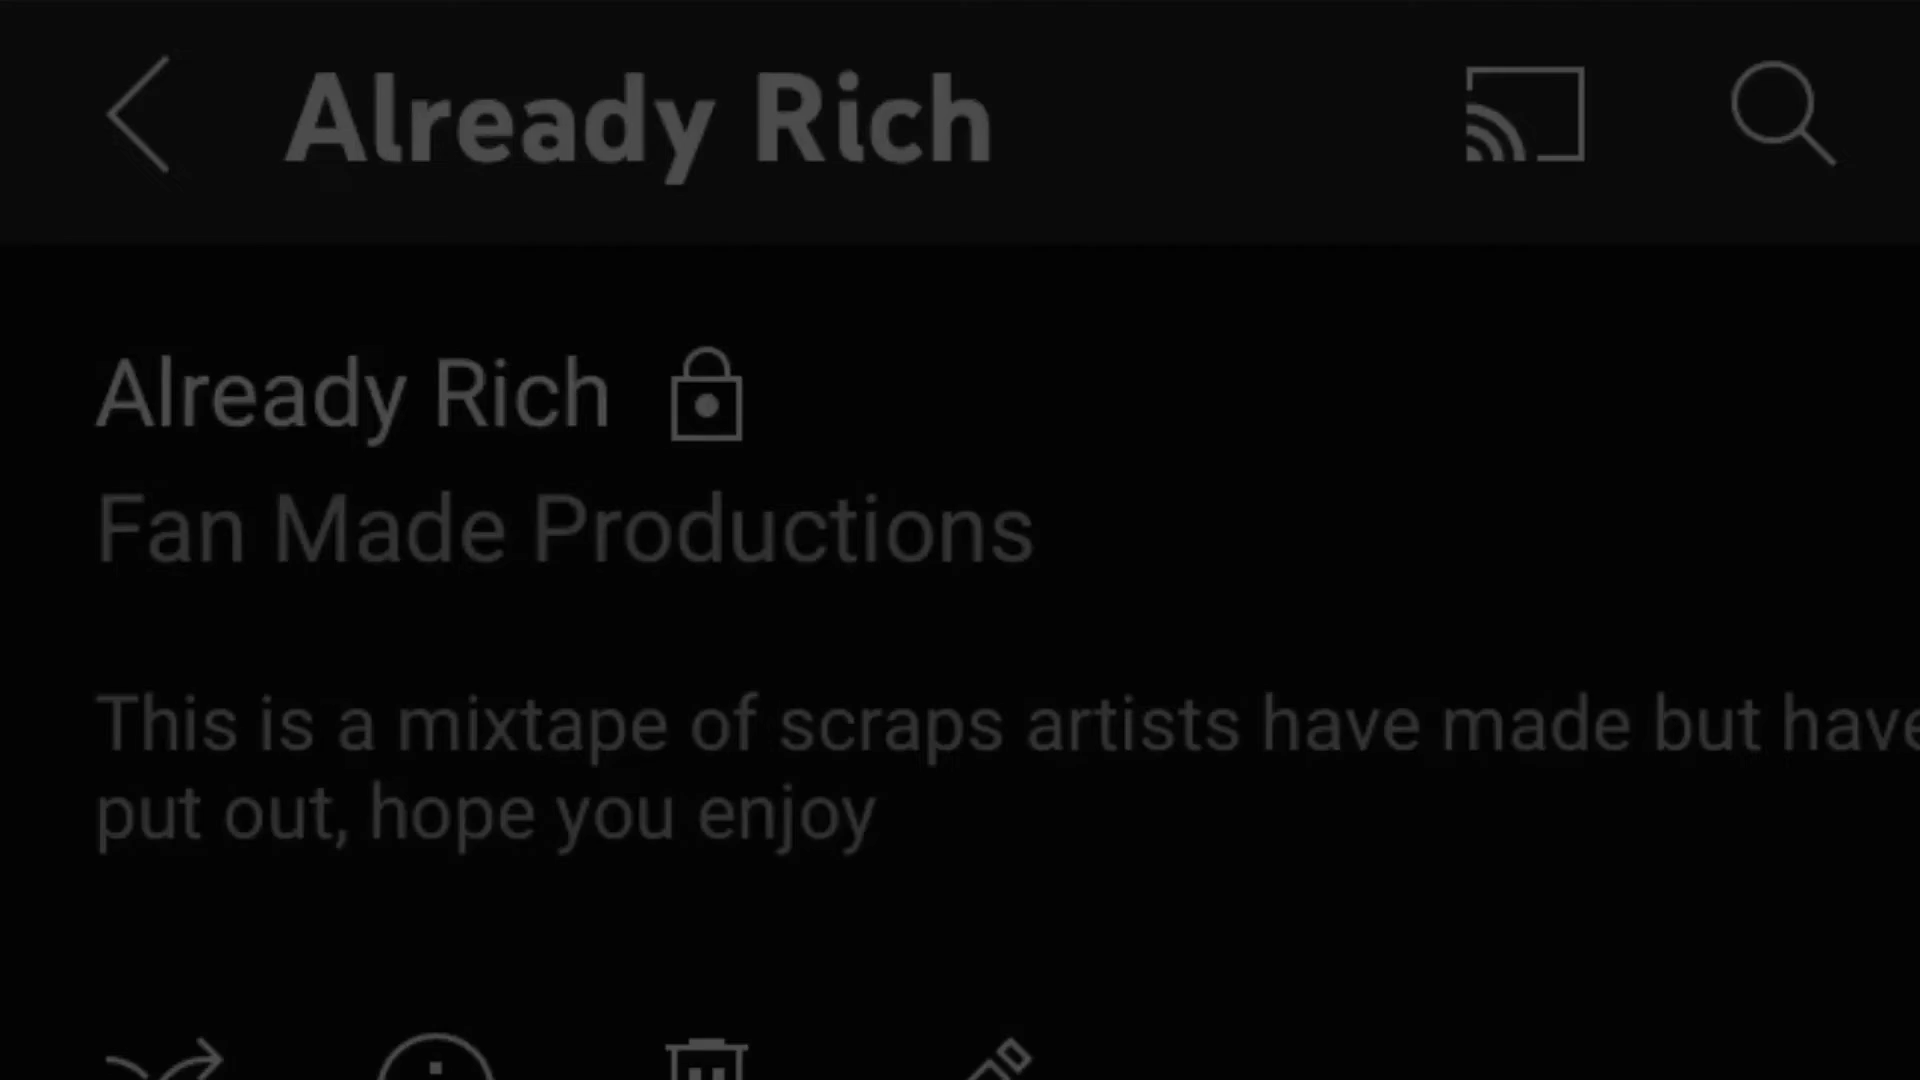 Already Rich
Already Rich
Fan Made Productions
This is a mixtape of scraps artists have made but have
put out, hope you enjoy